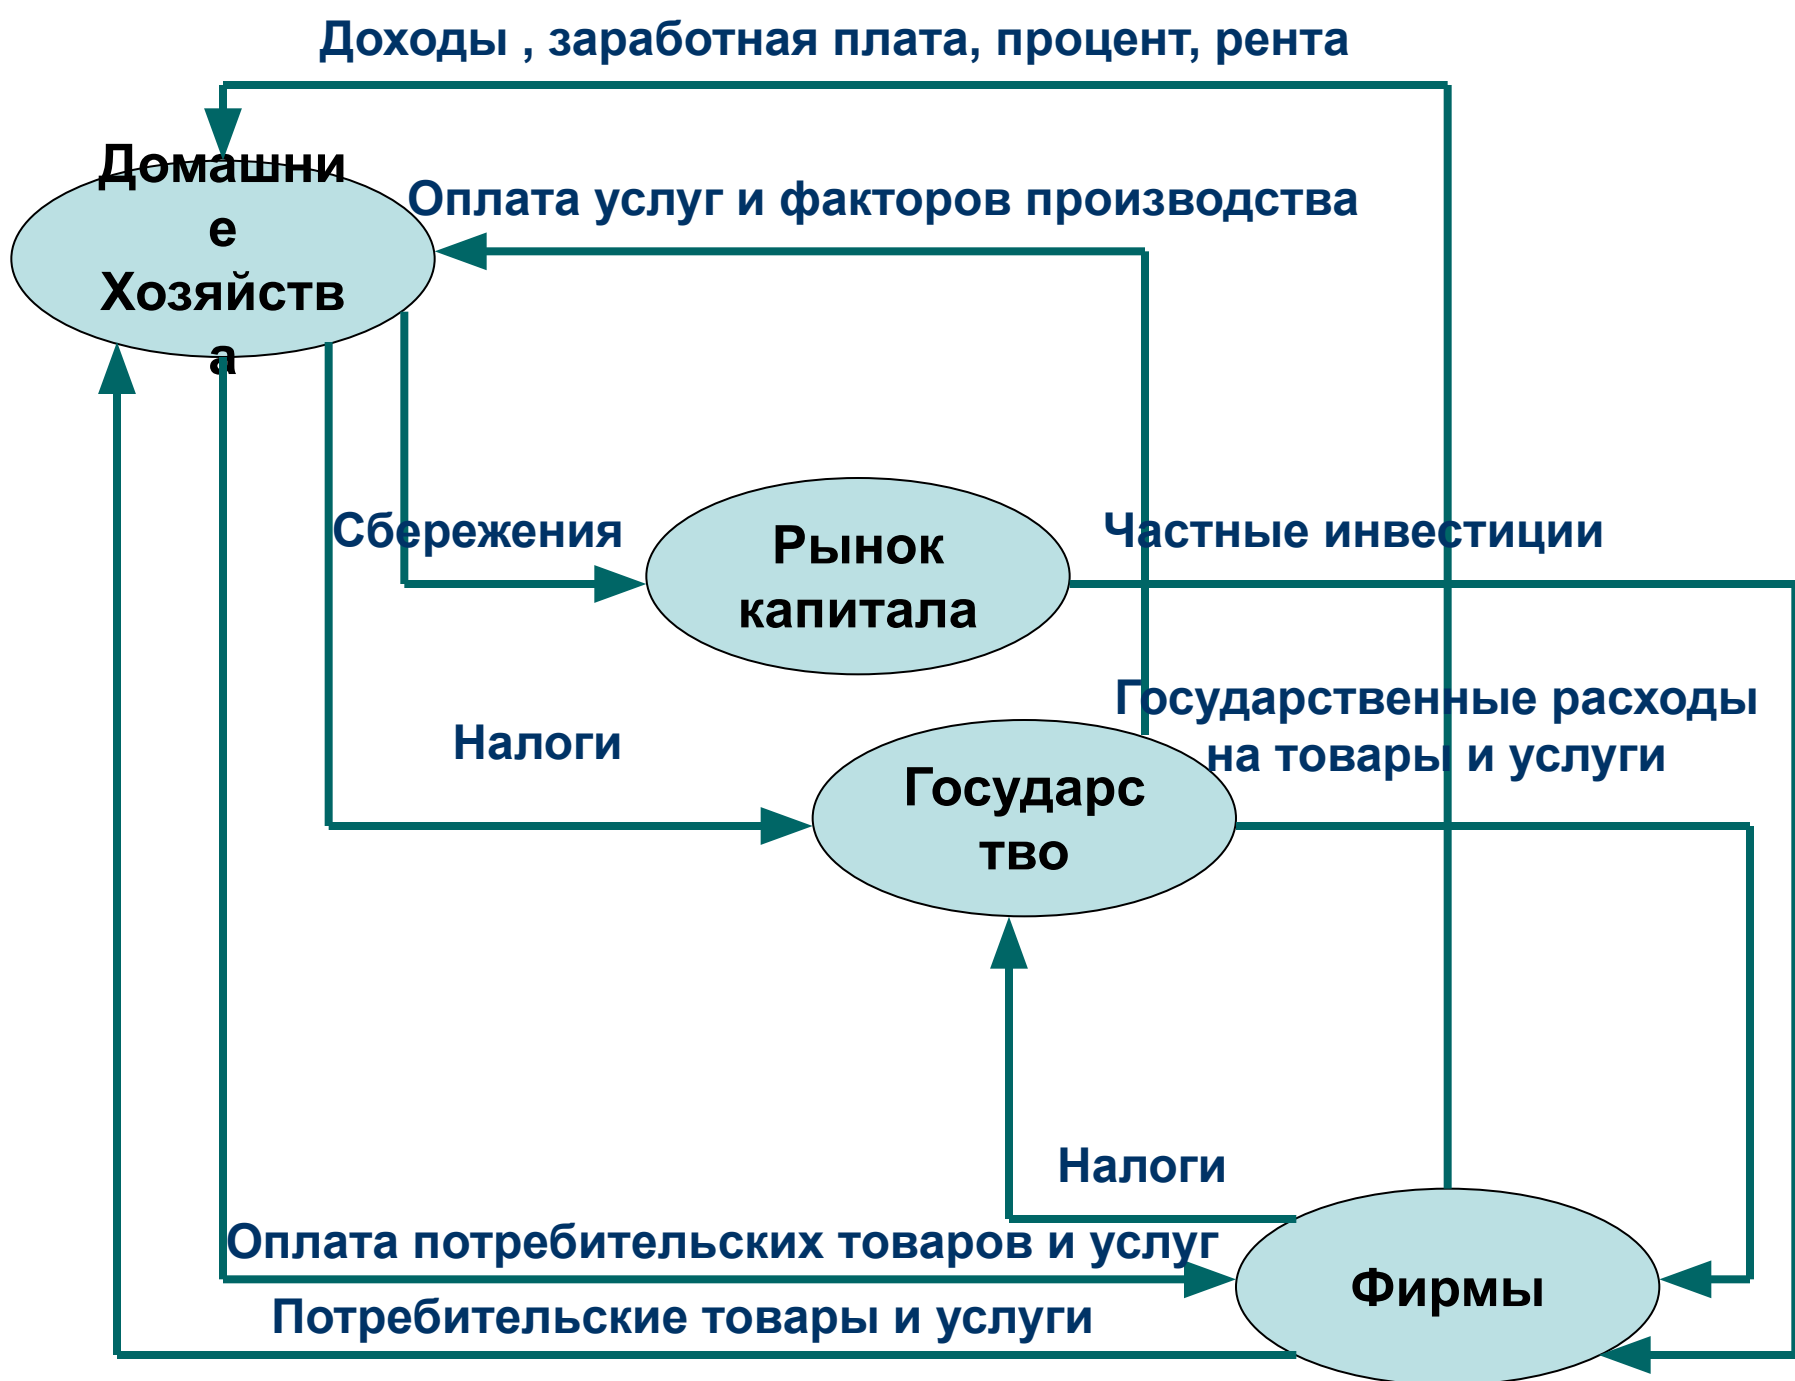 Доходы , заработная плата, процент, рента
Домашни
е
Хозяйств
а
Оплата услуг и факторов производства
Сбережения
Рынок
капитала
Частные инвестиции
Государственные расходы
на товары и услуги
Налоги
Государс
тво
Налоги
Оплата потребительских товаров и услуг
Фирмы
Потребительские товары и услуги